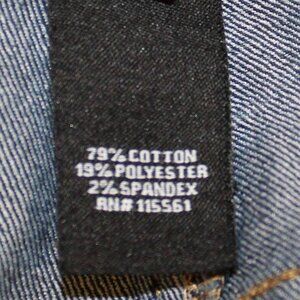 79% COTTON
19% POLYESTER
2% SPANDEX
RN# 115561